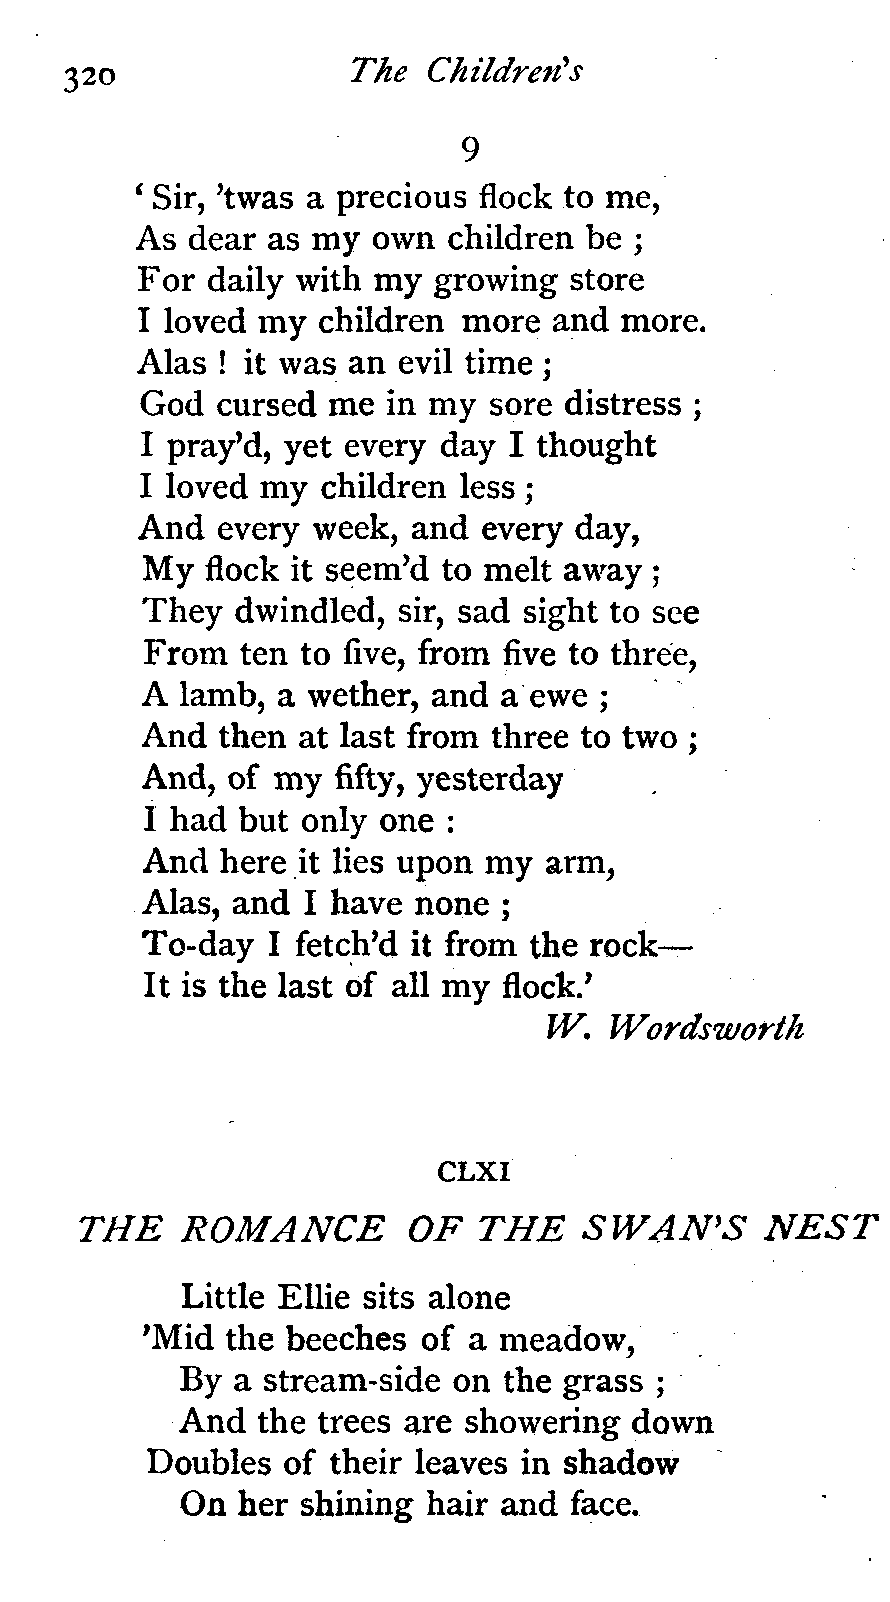 320 The Children's
9
‘ Sir, ’twas a precious flock to me,
As dear as my own children be ;
For daily with my growing store
I loved my children more and more.
Alas ! it was an evil time ;
God cursed me in my sore distress ;
I pray’d, yet every day I thought
I loved my children less ;
And every week, and every day,
My flock it seem’d to melt away ;
They dwindled, sir, sad sight to see
From ten to five, from five to three,
A lamb, a wether, and a ewe ;
And then at last from three to two ;
And, of my fifty, yesterday
I had but only one :
And here it lies upon my arm,
Alas, and I have none ;
To-day I fetch’d it from the rock—
It is the last of all my flock.’
W. Wordsworth
CLXI
THE ROMANCE OF THE SWAN’S NEST
Little Ellie sits alone
’Mid the beeches of a meadow,
By a stream-side on the grass ;
And the trees are showering down
Doubles of their leaves in shadow
On her shining hair and face.